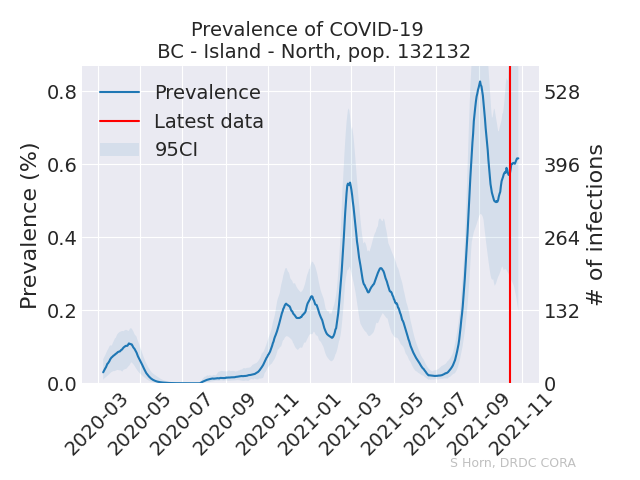 Prevalence of COVID-19
BC - Island - North, pop. 132132
Prevalence
Latest data
95CI
Prevalence (%)
0.8
0.6
0.4
0.2
0.0
528
396
264
132
0
# of infections
2020-03
2020-05
2020-07
2020-09
2020-11
2021-01
2021-03
2021-05
2021-07
2021-09
2021-11
S Horn, DRDC CORA